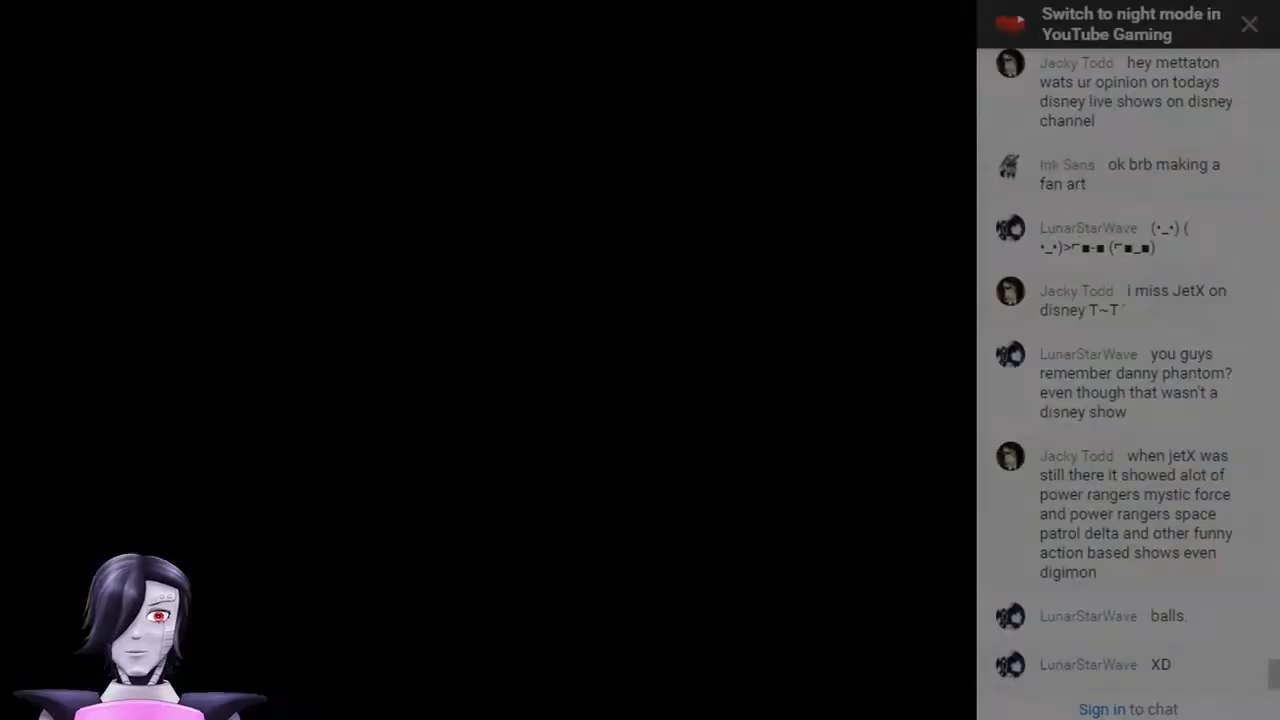 Switch to night mode in
YouTube Gaming
Jacky Todd hey mettaton
wats ur opinion on todays
disney live shows on disney
channel
Ink Sans ok brb making a
fan art
LunarStarWave (•_•) (
•_•)>⌐■-■ (⌐■_■)
Jacky Todd i miss JetX on
disney T~T
LunarStarWave you guys
remember danny phantom?
even though that wasn't a
disney show
Jacky Todd when jetX was
still there it showed alot of
power rangers mystic force
and power rangers space
patrol delta and other funny
action based shows even
digimon
LunarStarWave balls
LunarStarWave XD
Sign in to chat